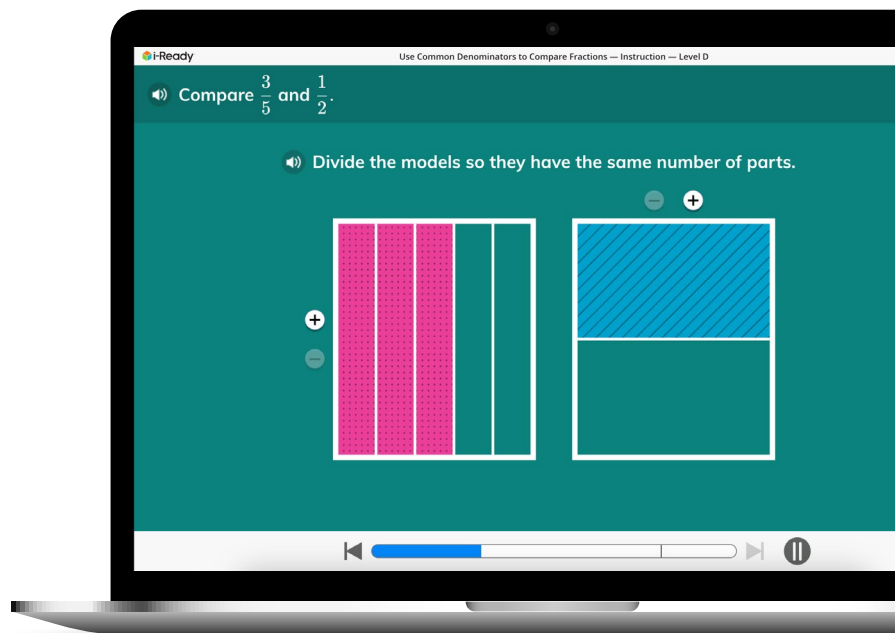 i-Ready
Use Common Denominators to Compare Fractions — Instruction — Level D
Compare 3/5 and 1/2.
Divide the models so they have the same number of parts.